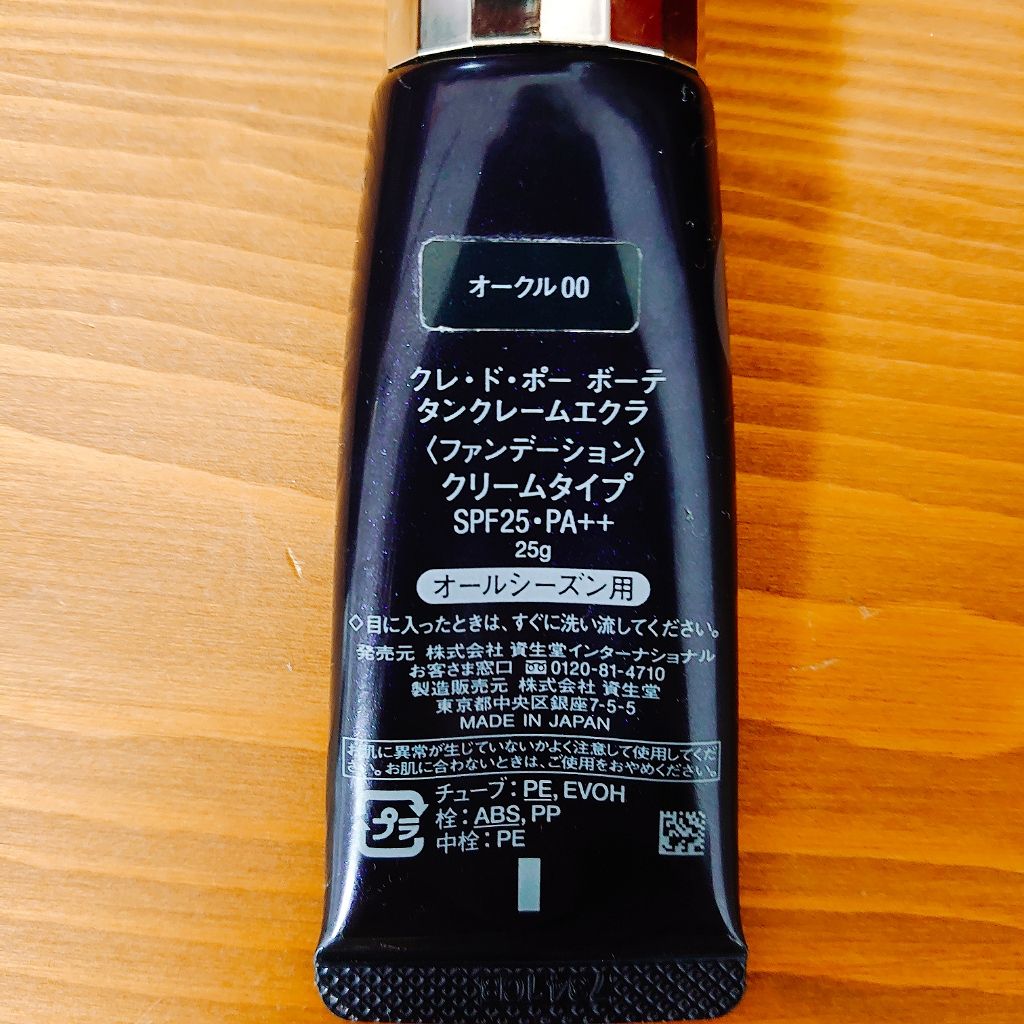 オークル00
クレ・ド・ポー ボーテ
タンクレームエクラ
〈ファンデーション〉
クリームタイプ
SPF25・PA++
25g
オールシーズン用
◇目に入ったときは、すぐに洗い流してください。
発売元 株式会社 資生堂インターナショナル
お客さま窓口 0120-81-4710
製造販売元 株式会社 資生堂
東京都中央区銀座7-5-5
MADE IN JAPAN
お肌に異常が生じていないかよく注意して使用してくだ
さい。お肌に合わないときは、ご使用をおやめください。
プラ
チューブ：PE, EVOH
栓：ABS, PP
中栓：PE